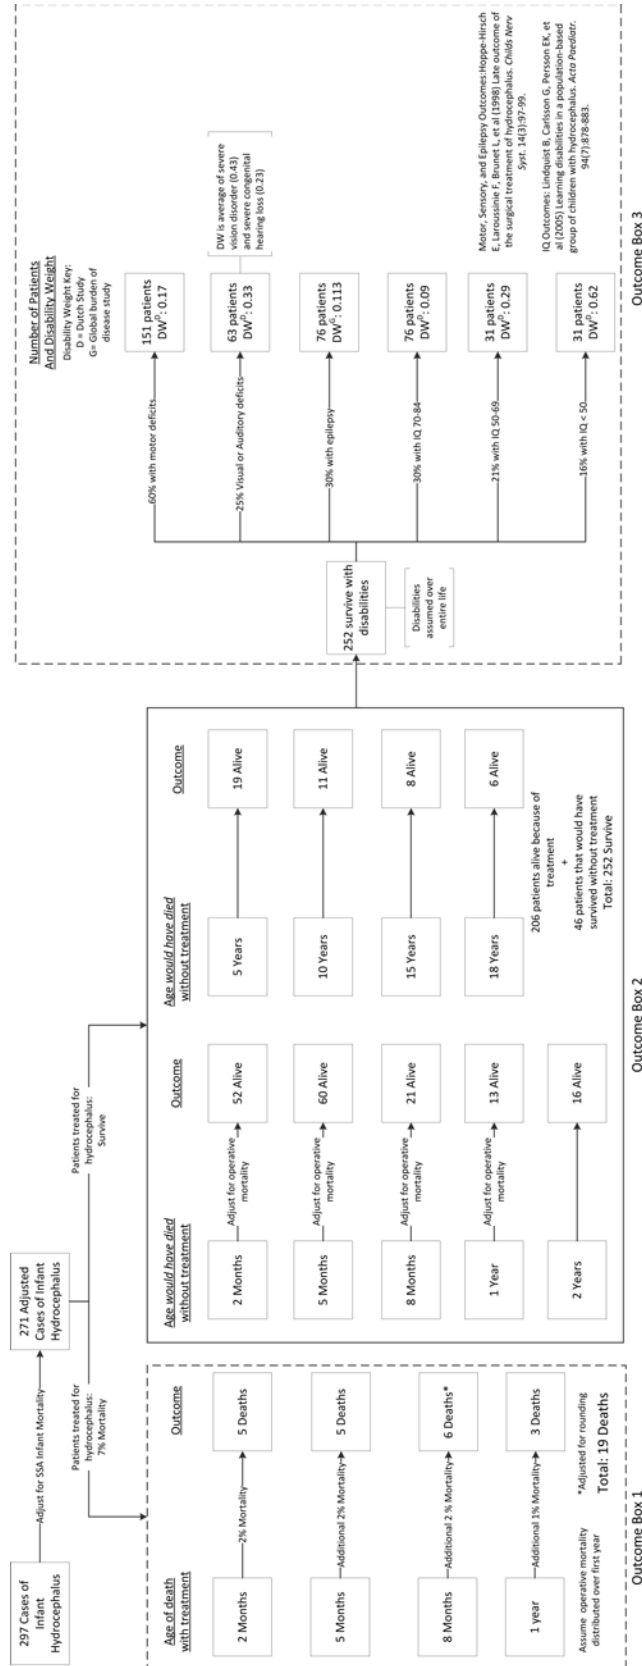 297 Cases of
Infant
Hydrocephalus
Adjust for SSA Infant Mortality
271 Adjusted
Cases of Infant
Hydrocephalus
Patients treated for
hydrocephalus:
7% Mortality
Patients treated for
hydrocephalus:
Survive
Age of death
with treatment
Outcome
2 Months
2% Mortality
5 Deaths
5 Months
Additional 2% Mortality
5 Deaths
8 Months
Additional 2 % Mortality
6 Deaths*
1 year
Additional 1% Mortality
3 Deaths
Assume operative mortality
distributed over first year
*Adjusted for rounding
Total: 19 Deaths
Outcome Box 1
Age would have died
without treatment
Outcome
2 Months
Adjust for operative
mortality
52 Alive
5 Months
Adjust for operative
mortality
60 Alive
8 Months
Adjust for operative
mortality
21 Alive
1 Year
Adjust for operative
mortality
13 Alive
2 Years
16 Alive
Age would have died
without treatment
Outcome
5 Years
19 Alive
10 Years
11 Alive
15 Years
8 Alive
18 Years
6 Alive
206 patients alive because of
treatment
+
46 patients that would have
survived without treatment
Total: 252 Survive
Outcome Box 2
252 survive with
disabilities
Disabilities
assumed over
entire life
Number of Patients
And Disability Weight
Disability Weight Key:
D = Dutch Study
G= Global burden of
disease study
60% with motor deficits
151 patients
DWᴰ: 0.17
25% Visual or Auditory deficits
63 patients
DWᴰ: 0.33
DW is average of severe
vision disorder (0.43)
and severe congenital
hearing loss (0.23)
30% with epilepsy
76 patients
DWᴳ: 0.113
30% with IQ 70-84
76 patients
DWᴰ: 0.09
21% with IQ 50-69
31 patients
DWᴰ: 0.29
16% with IQ < 50
31 patients
DWᴰ: 0.62
Motor, Sensory, and Epilepsy Outcomes:Hoppe-Hirsch
E, Laroussinie F, Brunet L, et al (1998) Late outcome of
the surgical treatment of hydrocephalus. Childs Nerv
Syst. 14(3):97-99.
IQ Outcomes: Lindquist B, Carlsson G, Persson EK, et
al (2005) Learning disabilities in a population-based
group of children with hydrocephalus. Acta Paediatr.
94(7):878-883.
Outcome Box 3